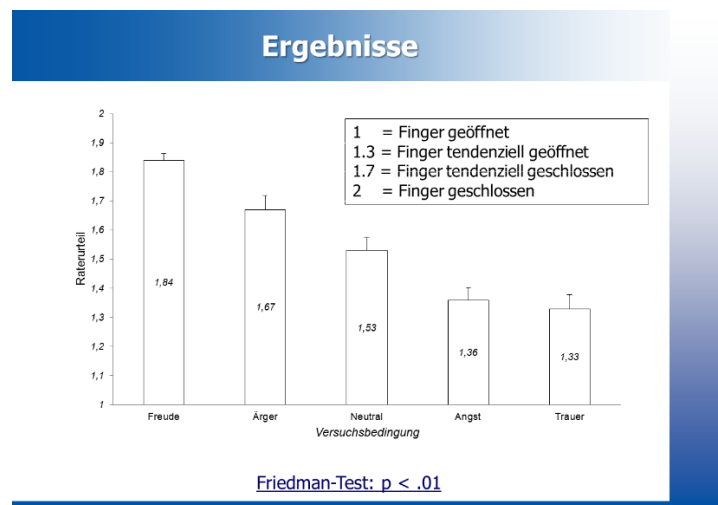 Ergebnisse
2
1,9
1,8
1,7
1,6
1,5
1,4
1,3
1,2
1,1
1
Raterurteil
1 = Finger geöffnet
1.3 = Finger tendenziell geöffnet
1.7 = Finger tendenziell geschlossen
2 = Finger geschlossen
1,84
1,67
1,53
1,36
1,33
Freude Ärger Neutral Angst Trauer
Versuchsbedingung
Friedman-Test: p < .01